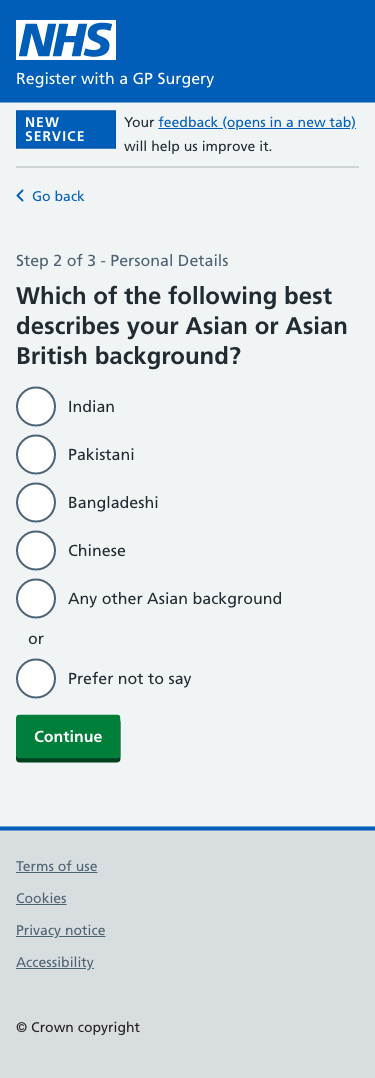 NHS
Register with a GP Surgery
NEW
SERVICE
Your feedback (opens in a new tab)
will help us improve it.
Go back
Step 2 of 3 - Personal Details
Which of the following best
describes your Asian or Asian
British background?
Indian
Pakistani
Bangladeshi
Chinese
Any other Asian background
or
Prefer not to say
Continue
Terms of use
Cookies
Privacy notice
Accessibility
© Crown copyright